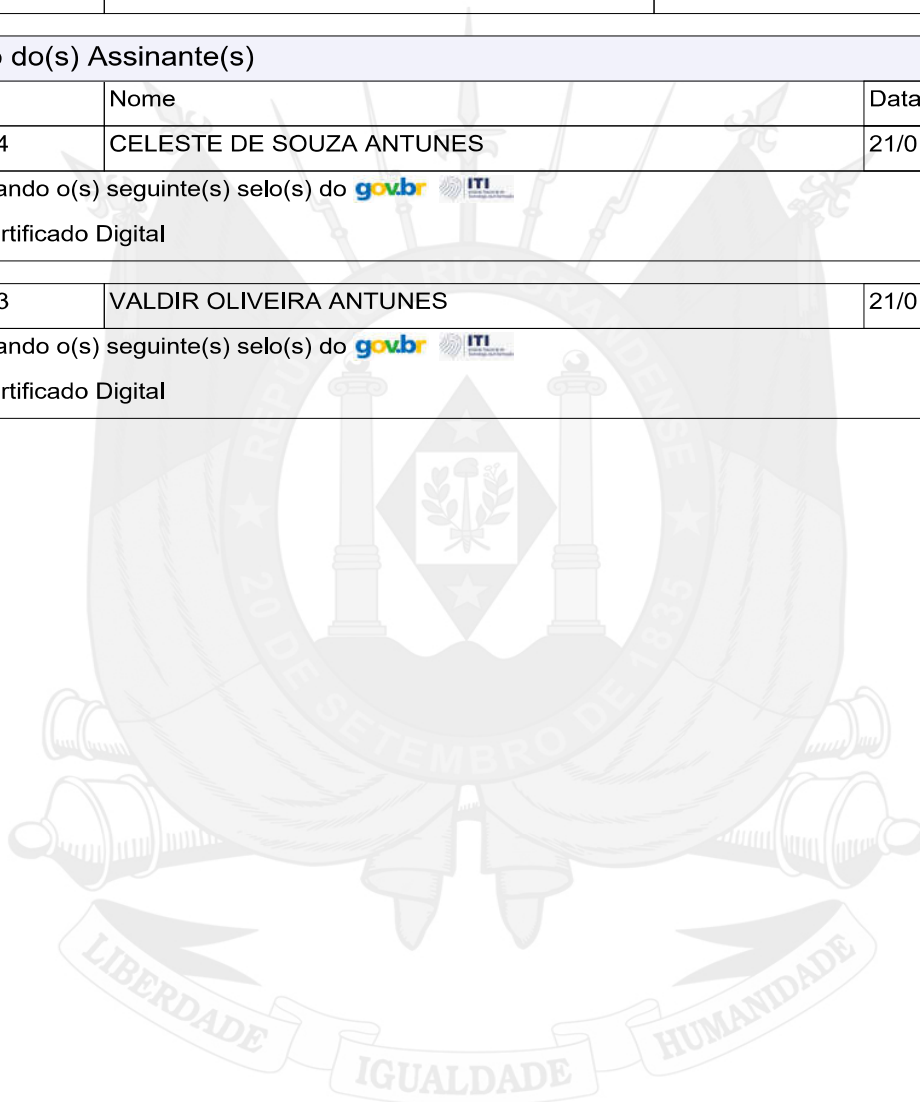 o do(s) Assinante(s)
Nome Data
4 CELESTE DE SOUZA ANTUNES 21/0
ando o(s) seguinte(s) selo(s) do gov.br ITI
rtificado Digital
3 VALDIR OLIVEIRA ANTUNES 21/0
ando o(s) seguinte(s) selo(s) do gov.br ITI
rtificado Digital
REPÚBLICA RIO-GRANDENSE
20 DE SETEMBRO DE 1835
LIBERDADE IGUALDADE HUMANIDADE